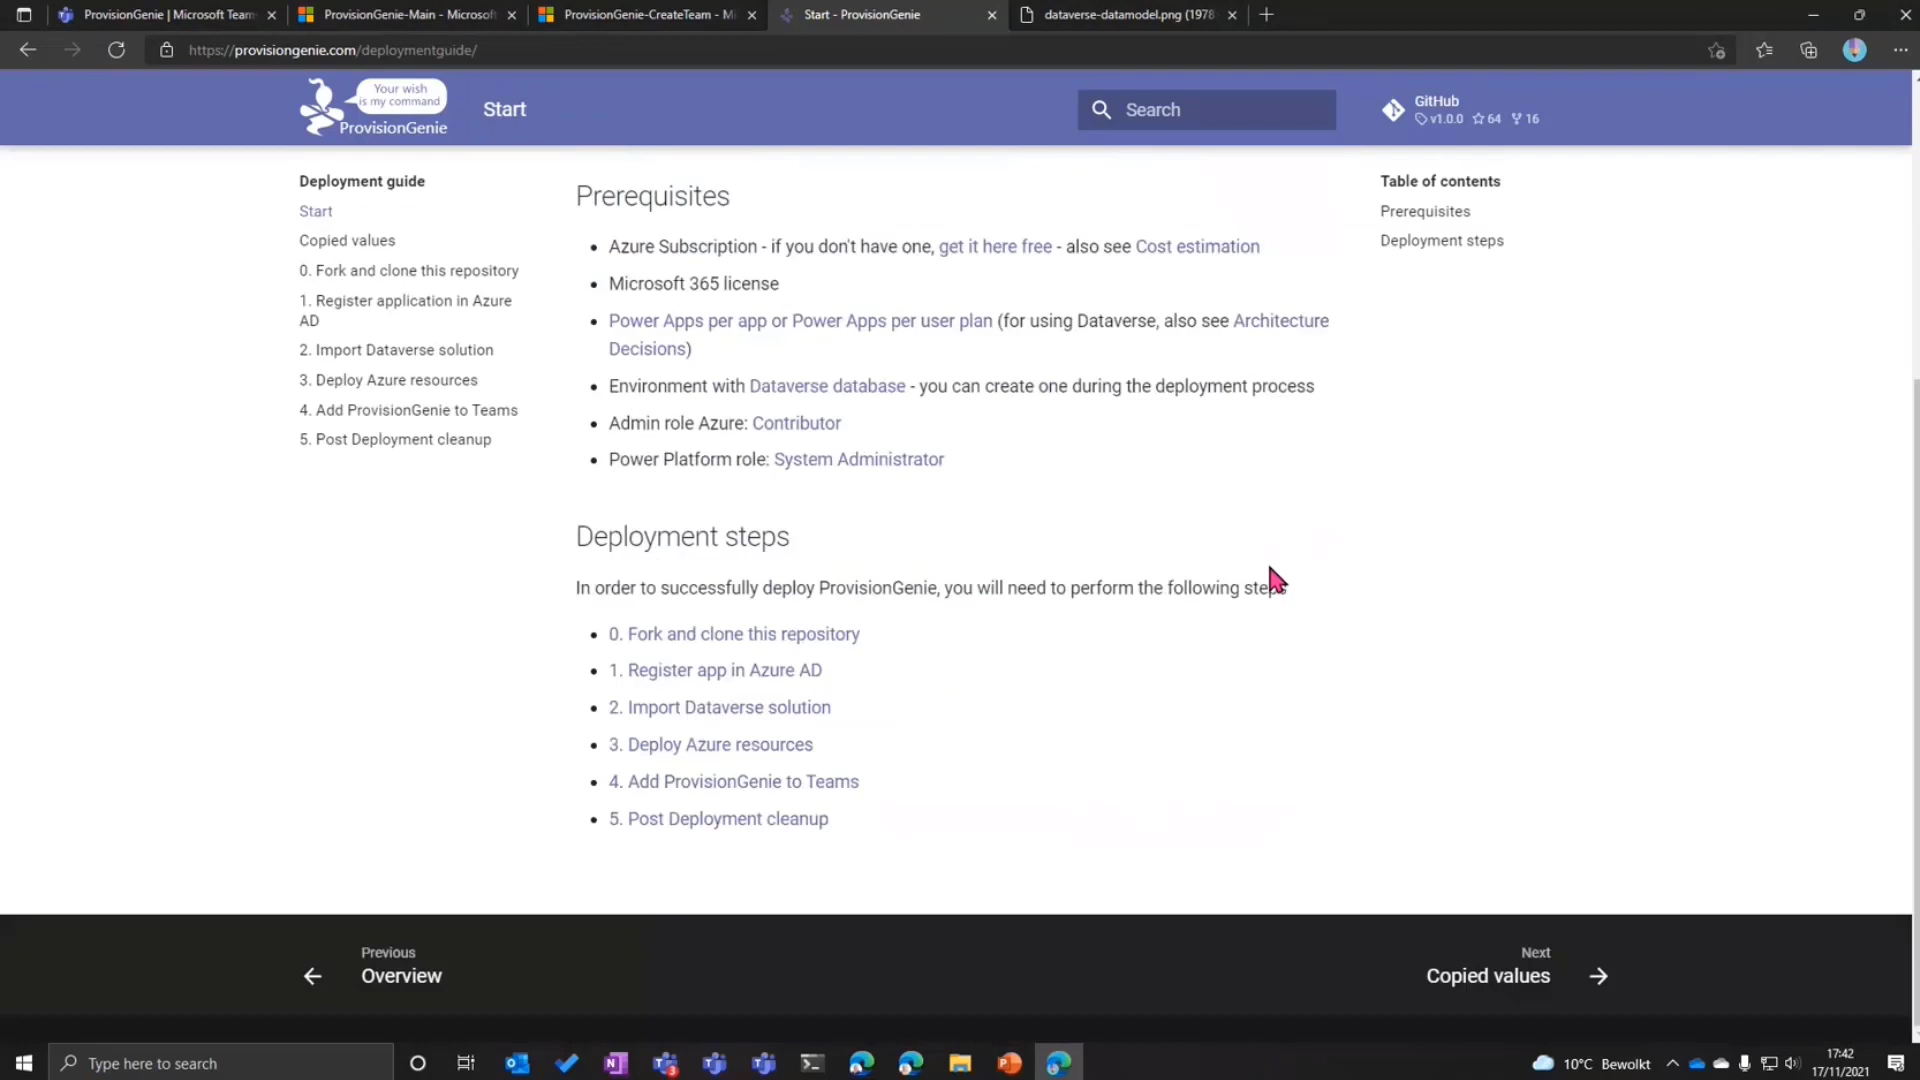 ProvisionGenie | Microsoft Team
ProvisionGenie-Main - Microsoft
ProvisionGenie-CreateTeam - Mi
Start - ProvisionGenie
dataverse-datamodel.png (1978
https://provisiongenie.com/deploymentguide/
Your wish
is my command
ProvisionGenie
Start
Search
GitHub
v1.0.0 64 16
Deployment guide
Start
Copied values
0. Fork and clone this repository
1. Register application in Azure
AD
2. Import Dataverse solution
3. Deploy Azure resources
4. Add ProvisionGenie to Teams
5. Post Deployment cleanup
Prerequisites
• Azure Subscription - if you don't have one, get it here free - also see Cost estimation
• Microsoft 365 license
• Power Apps per app or Power Apps per user plan (for using Dataverse, also see Architecture
Decisions)
• Environment with Dataverse database - you can create one during the deployment process
• Admin role Azure: Contributor
• Power Platform role: System Administrator
Deployment steps
In order to successfully deploy ProvisionGenie, you will need to perform the following steps
• 0. Fork and clone this repository
• 1. Register app in Azure AD
• 2. Import Dataverse solution
• 3. Deploy Azure resources
• 4. Add ProvisionGenie to Teams
• 5. Post Deployment cleanup
Table of contents
Prerequisites
Deployment steps
Previous
Overview
Next
Copied values
Type here to search
10°C Bewolkt
17:42
17/11/2021